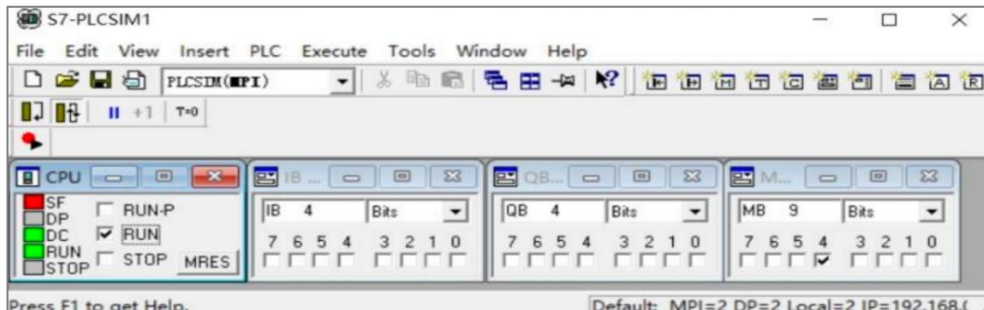 S7-PLCSIM1
File Edit View Insert PLC Execute Tools Window Help
PLCSIM(MPI)
+1 T=0
CPU IB ... QB... M...
SF
DP
DC
RUN
STOP
RUN-P
RUN
STOP MRES
IB 4 Bits
7 6 5 4 3 2 1 0
QB 4 Bits
7 6 5 4 3 2 1 0
MB 9 Bits
7 6 5 4 3 2 1 0
Press F1 to get Help.
Default: MPI=2 DP=2 Local=2 IP=192.168.(